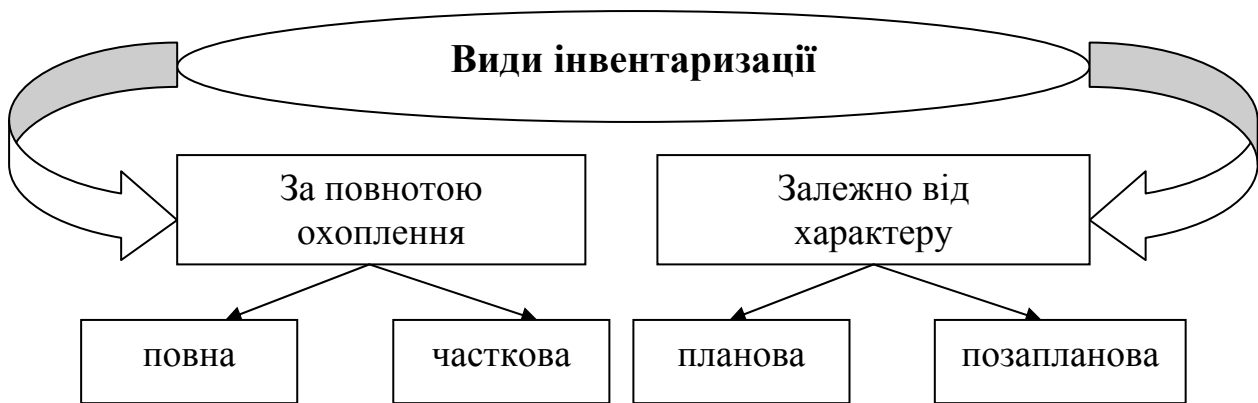 Види інвентаризації
За повнотою
охоплення
Залежно від
характеру
повна
часткова
планова
позапланова